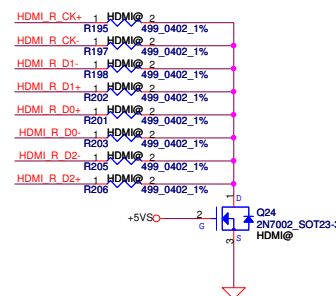 HDMI_R_CK+ 1 HDMI@ 2
R195 499_0402_1%
HDMI_R_CK- 1 HDMI@ 2
R197 499_0402_1%
HDMI_R_D1- 1 HDMI@ 2
R198 499_0402_1%
HDMI_R_D1+ 1 HDMI@ 2
R202 499_0402_1%
HDMI_R_D0+ 1 HDMI@ 2
R201 499_0402_1%
HDMI_R_D0- 1 HDMI@ 2
R203 499_0402_1%
HDMI_R_D2- 1 HDMI@ 2
R205 499_0402_1%
HDMI_R_D2+ 1 HDMI@ 2
R206 499_0402_1%
1 D
Q24
+5VS 2 G
2N7002_SOT23-3
3 S
HDMI@